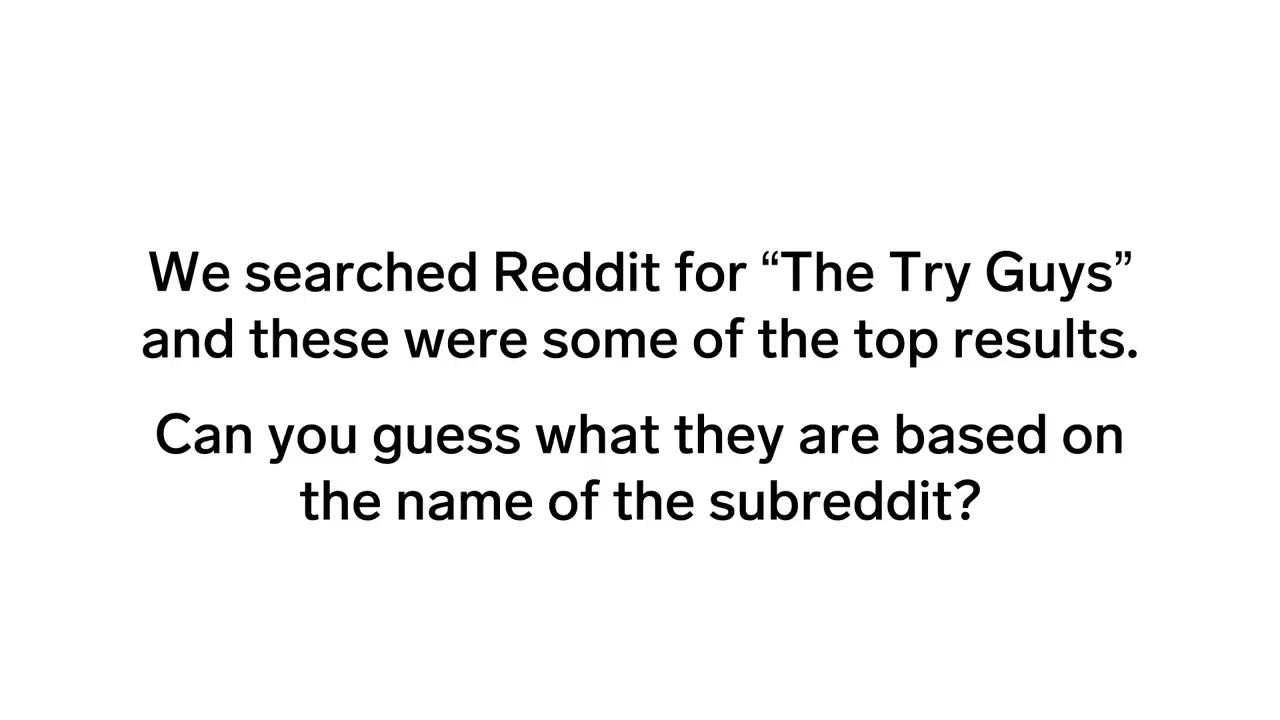 We searched Reddit for “The Try Guys”
and these were some of the top results.
Can you guess what they are based on
the name of the subreddit?